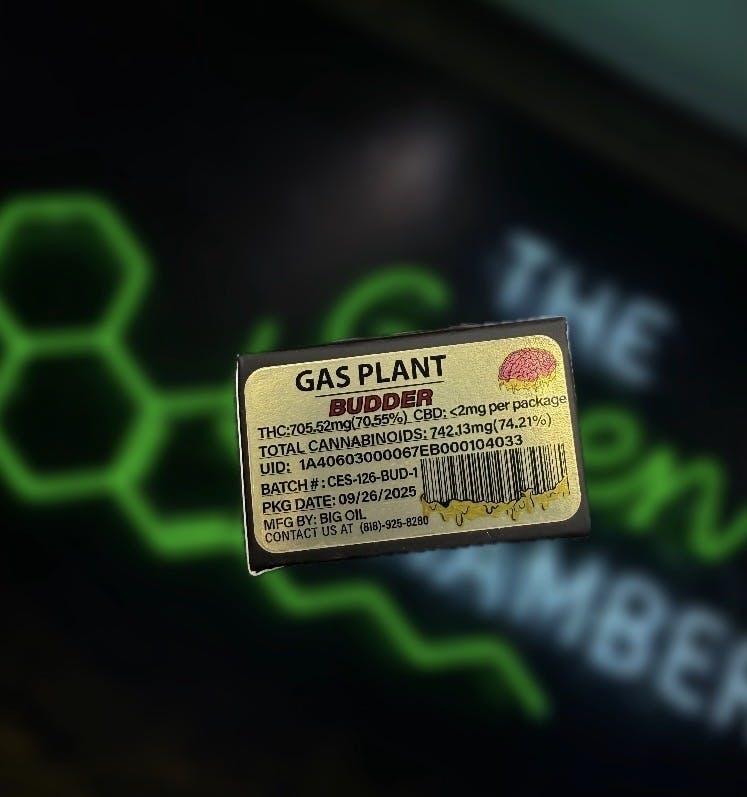 THE
Green
CHAMBER
GAS PLANT
BUDDER
THC:705.52mg(70.55%) CBD: <2mg per package
TOTAL CANNABINOIDS: 742.13mg(74.21%)
UID: 1A40603000067EB000104033
BATCH #: CES-126-BUD-1
PKG DATE: 09/26/2025
MFG BY: BIG OIL
CONTACT US AT (818)-925-8280